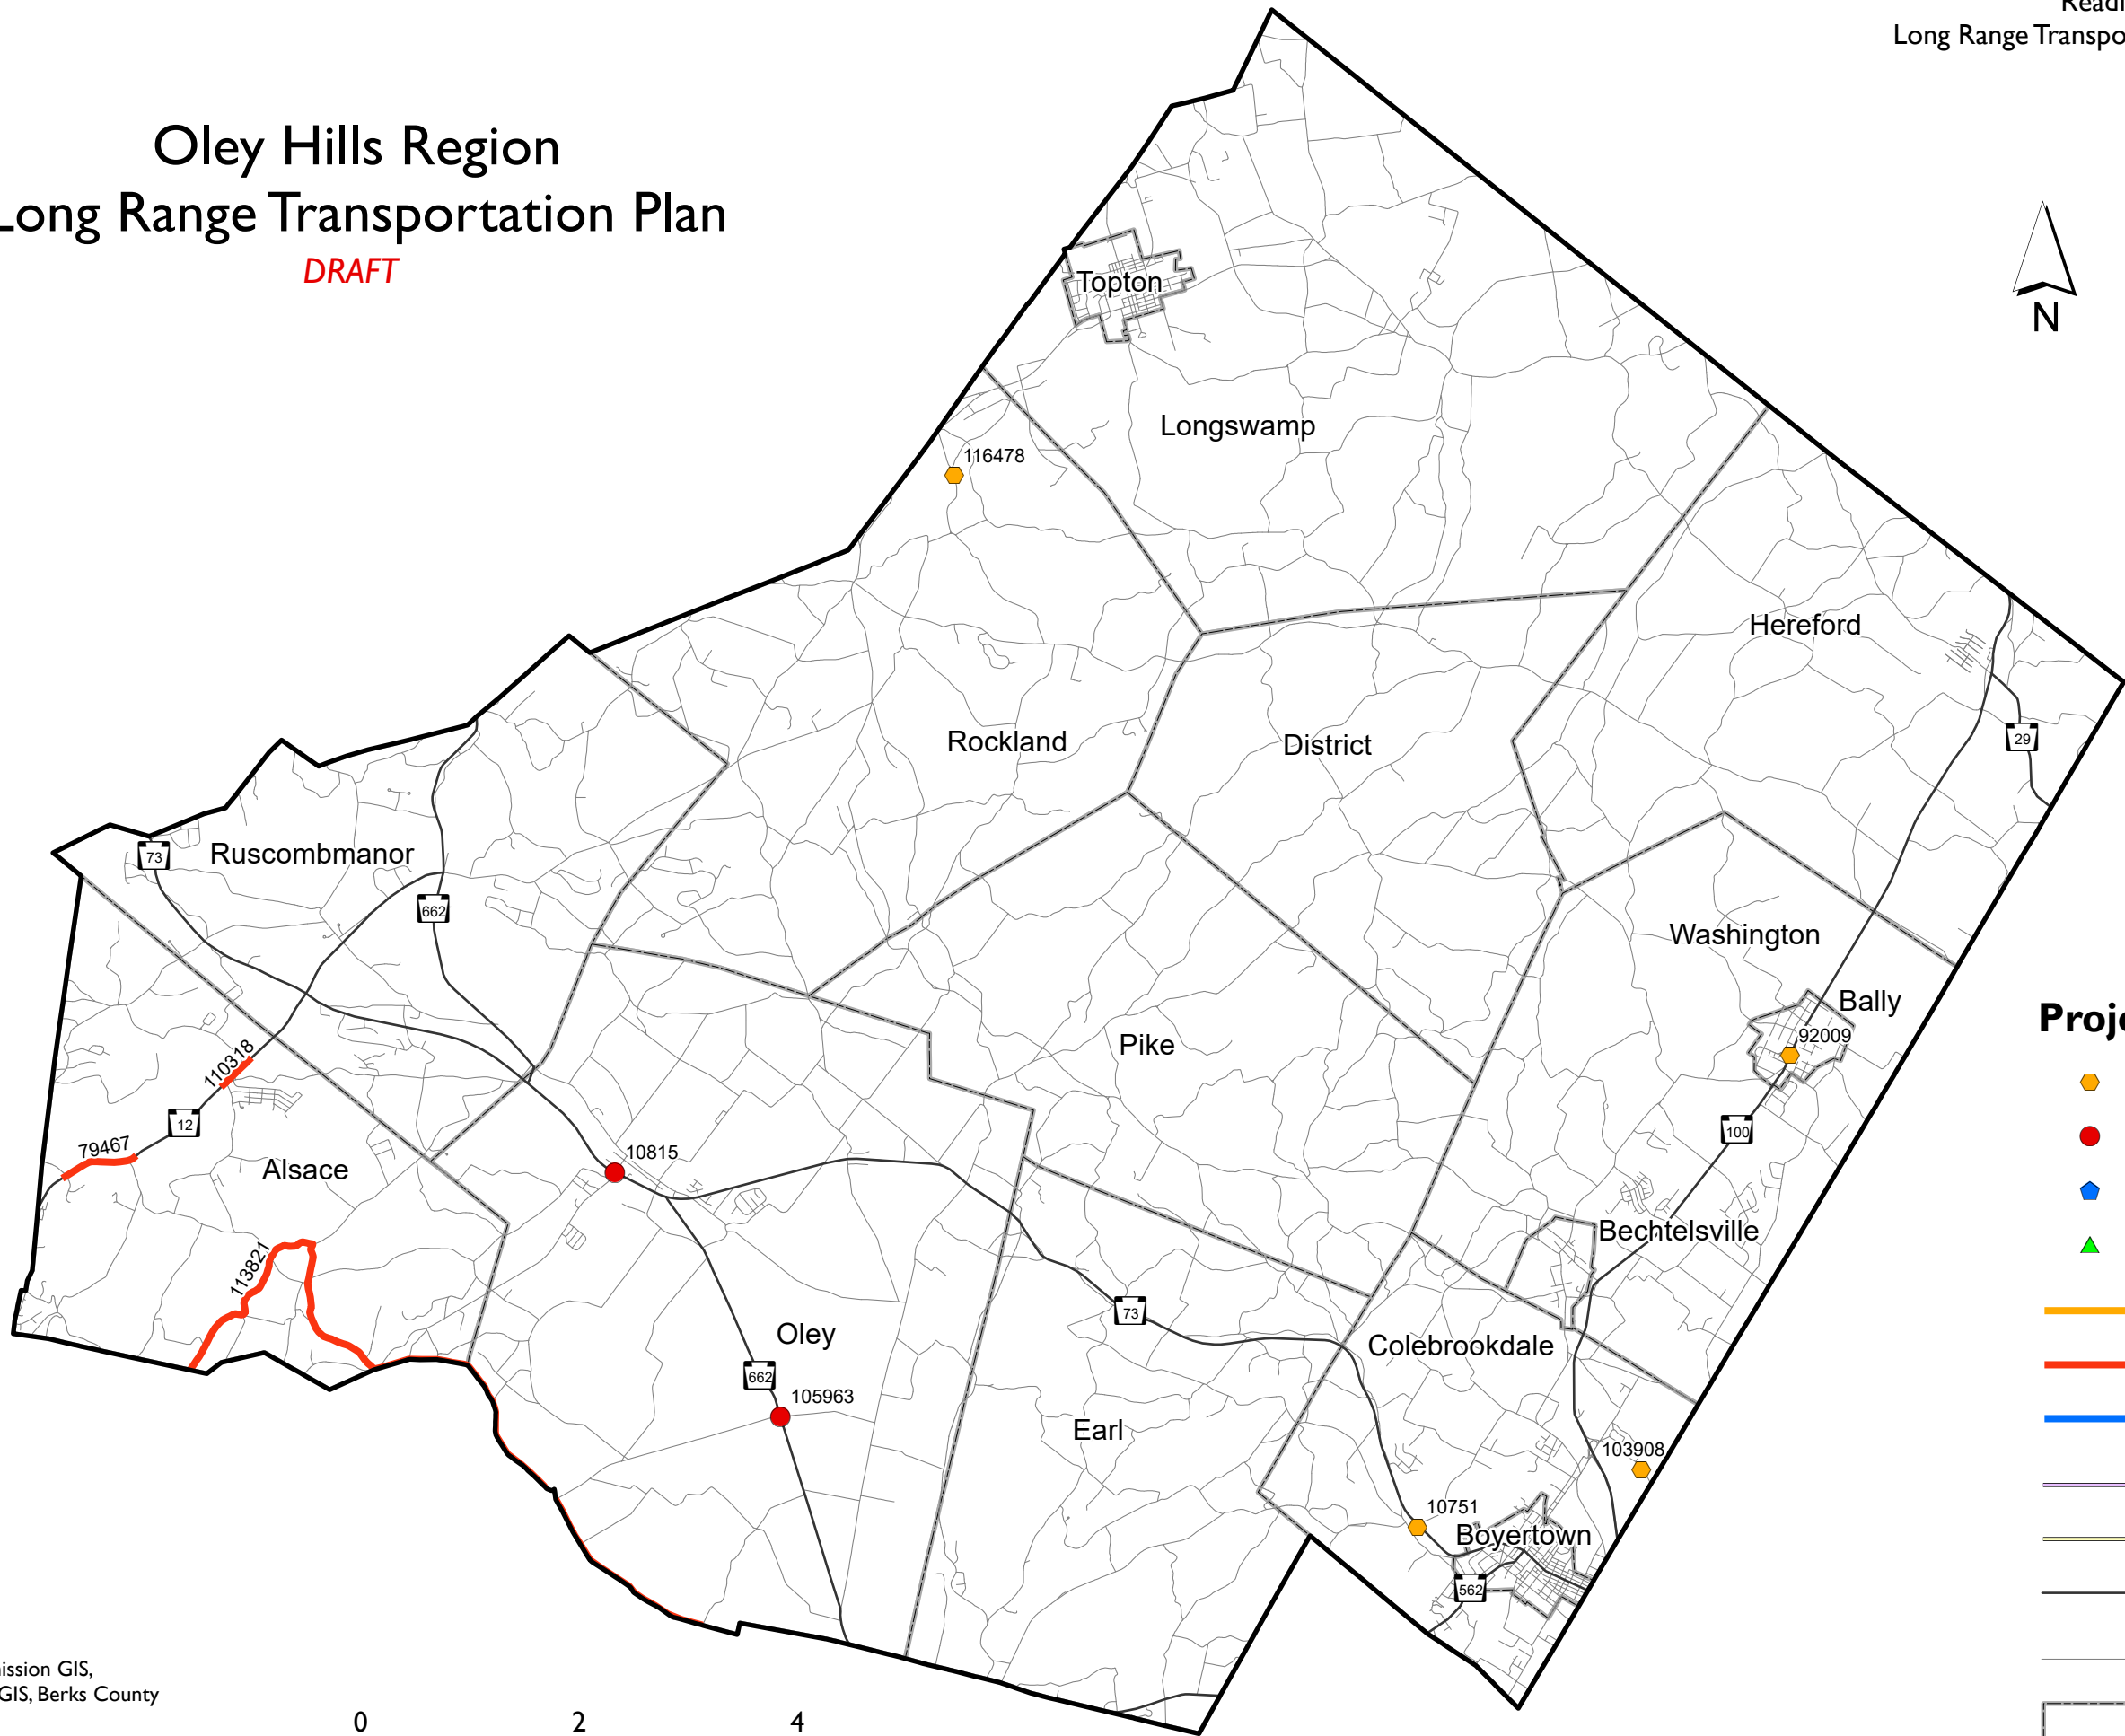 Long Range Transpo
Oley Hills Region
Long Range Transportation Plan
DRAFT
N
Topton
Longswamp
116478
Hereford
29
Rockland
District
73
Ruscombmanor
662
Washington
Bally
92009
Proje
110318
12
100
Pike
79467
Alsace
10815
Bechtelsville
113821
73
Oley
Colebrookdale
662
105963
Earl
103908
10751
Boyertown
562
GIS,
GIS, Berks County
0 2 4